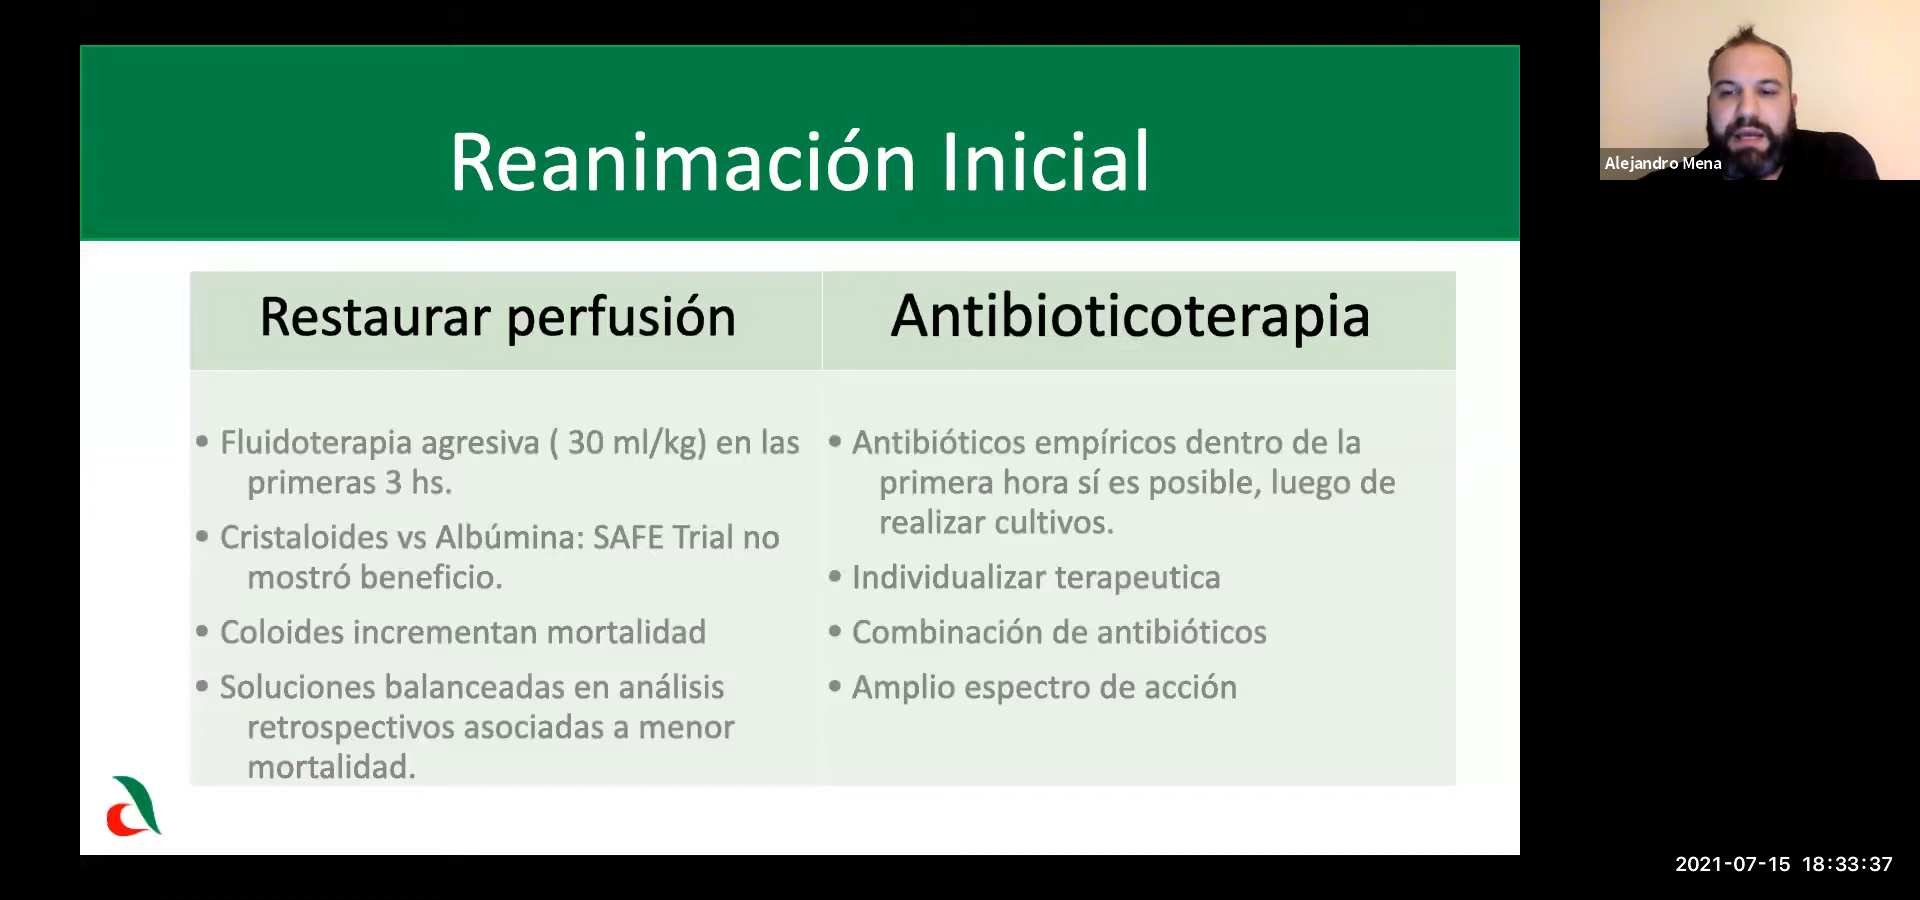 Reanimación Inicial
Restaurar perfusión
• Fluidoterapia agresiva ( 30 ml/kg) en las
primeras 3 hs.
• Cristaloides vs Albúmina: SAFE Trial no
mostró beneficio.
• Coloides incrementan mortalidad
• Soluciones balanceadas en análisis
retrospectivos asociadas a menor
mortalidad.
Antibioticoterapia
• Antibióticos empíricos dentro de la
primera hora sí es posible, luego de
realizar cultivos.
• Individualizar terapeutica
• Combinación de antibióticos
• Amplio espectro de acción
Alejandro Mena
2021-07-15 18:33:37